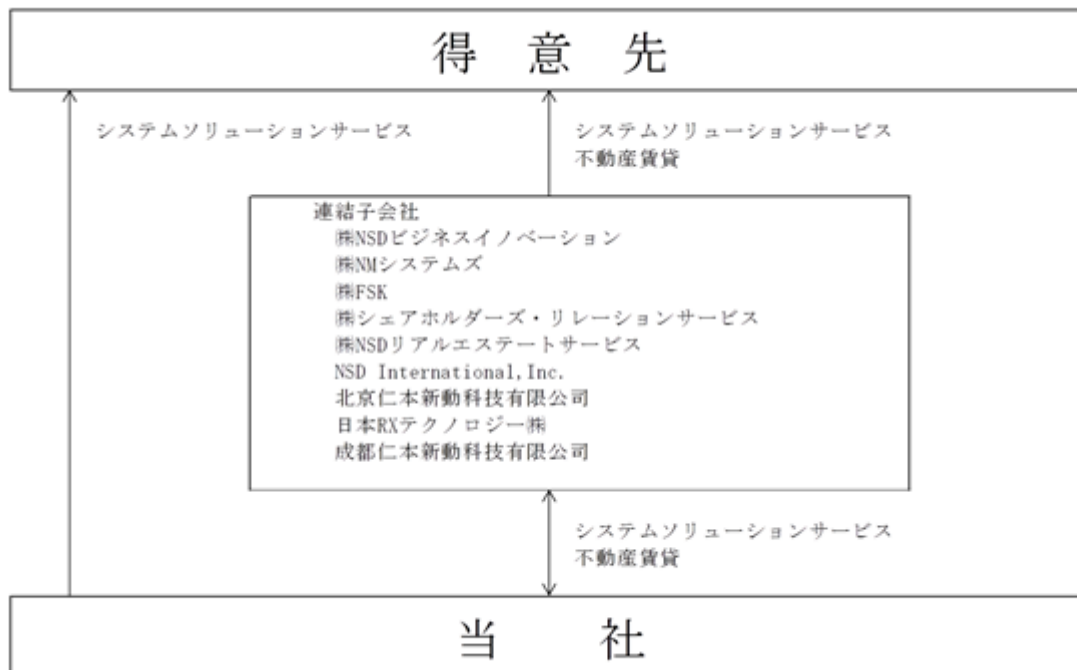 得 意 先
システムソリューションサービス
システムソリューションサービス
不動産賃貸
連結子会社
㈱NSDビジネスイノベーション
㈱NMシステムズ
㈱FSK
㈱シェアホルダーズ・リレーションサービス
㈱NSDリアルエステートサービス
NSD International,Inc.
北京仁本新動科技有限公司
日本RXテクノロジー㈱
成都仁本新動科技有限公司
システムソリューションサービス
不動産賃貸
当 社